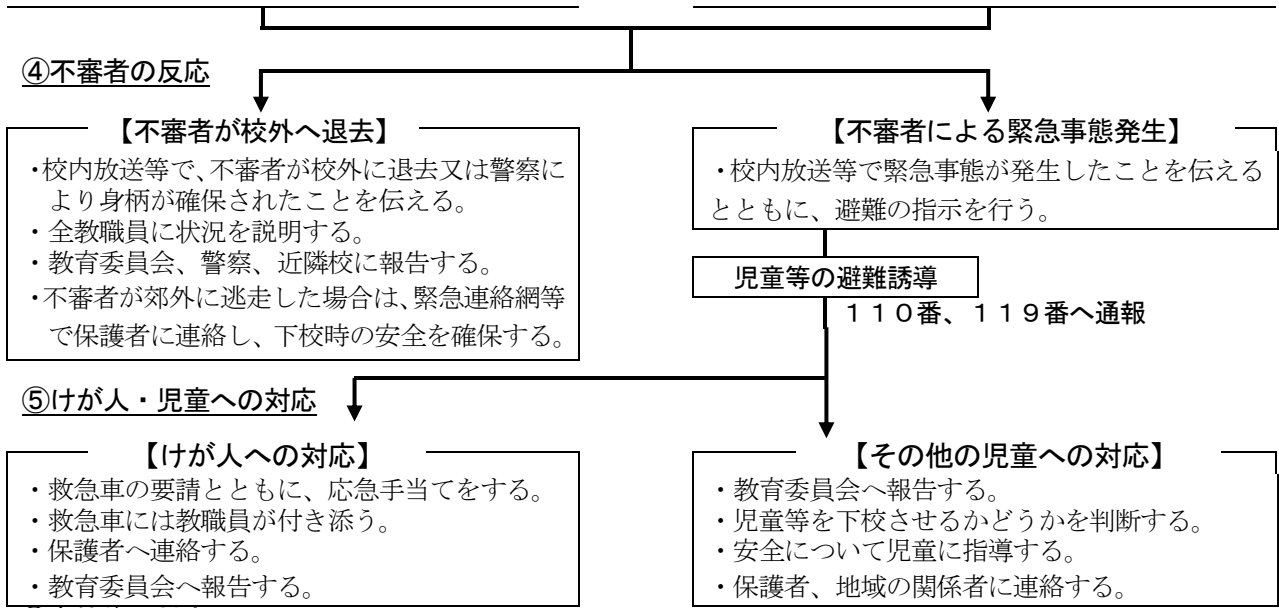 ④不審者の反応
【不審者が校外へ退去】
・校内放送等で、不審者が校外に退去又は警察に
より身柄が確保されたことを伝える。
・全教職員に状況を説明する。
・教育委員会、警察、近隣校に報告する。
・不審者が郊外に逃走した場合は、緊急連絡網等
で保護者に連絡し、下校時の安全を確保する。
【不審者による緊急事態発生】
・校内放送等で緊急事態が発生したことを伝える
とともに、避難の指示を行う。
児童等の避難誘導
１１０番、１１９番へ通報
⑤けが人・児童への対応
【けが人への対応】
・救急車の要請とともに、応急手当てをする。
・救急車には教職員が付き添う。
・保護者へ連絡する。
・教育委員会へ報告する。
【その他の児童への対応】
・教育委員会へ報告する。
・児童等を下校させるかどうかを判断する。
・安全について児童に指導する。
・保護者、地域の関係者に連絡する。